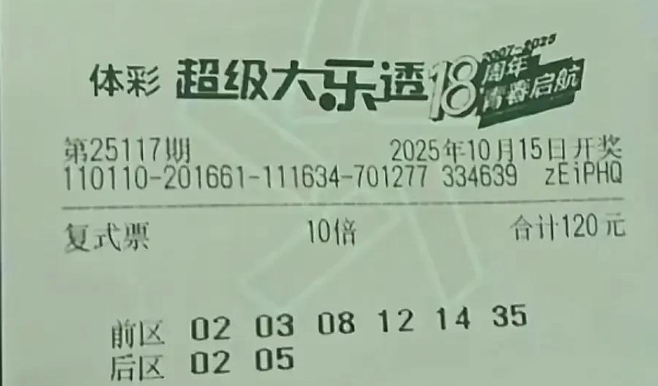 体彩 超级大乐透 18 2007-2025
周年
青春启航
第25117期 2025年10月15日开奖
110110-201661-111634-701277 334639 zEiPHQ
复式票 10倍 合计120元
前区 02 03 08 12 14 35
后区 02 05